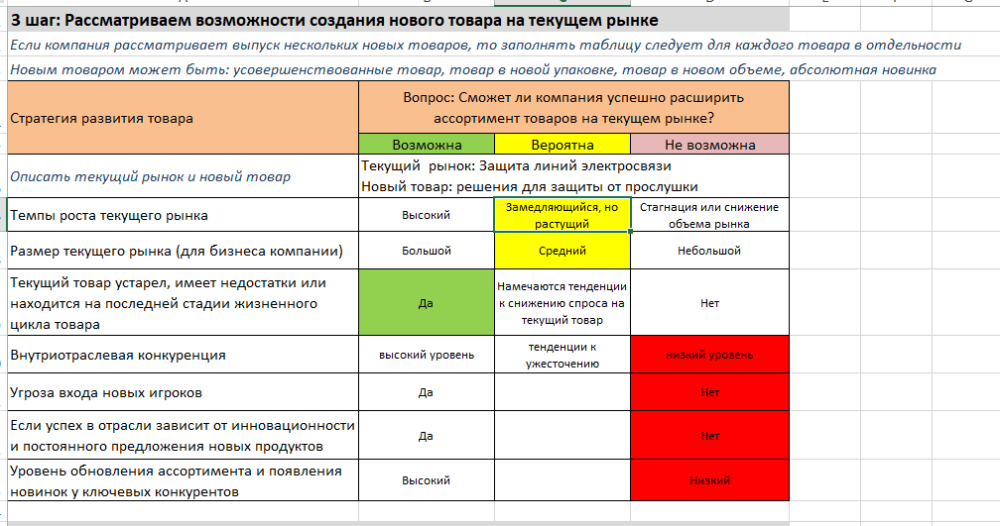 3 шаг: Рассматриваем возможности создания нового товара на текущем рынке
Если компания рассматривает выпуск нескольких новых товаров, то заполнять таблицу следует для каждого товара в отдельности
Новым товаром может быть: усовершенствованные товар, товар в новой упаковке, товар в новом объеме, абсолютная новинка
Стратегия развития товара
Вопрос: Сможет ли компания успешно расширить
ассортимент товаров на текущем рынке?
Возможна Вероятна Не возможна
Описать текущий рынок и новый товар
Текущий рынок: Защита линий электросвязи
Новый товар: решения для защиты от прослушки
Темпы роста текущего рынка
Высокий
Замедляющийся, но
растущий
Стагнация или снижение
объема рынка
Размер текущего рынка (для бизнеса компании)
Большой
Средний
Небольшой
Текущий товар устарел, имеет недостатки или
находится на последней стадии жизненного
цикла товара
Да
Намечаются тенденции
к снижению спроса на
текущий товар
Нет
Внутриотраслевая конкуренция
высокий уровень
тенденции к
ужесточению
низкий уровень
Угроза входа новых игроков
Да
Нет
Если успех в отрасли зависит от инновационности
и постоянного предложения новых продуктов
Да
Нет
Уровень обновления ассортимента и появления
новинок у ключевых конкурентов
Высокий
Низкий